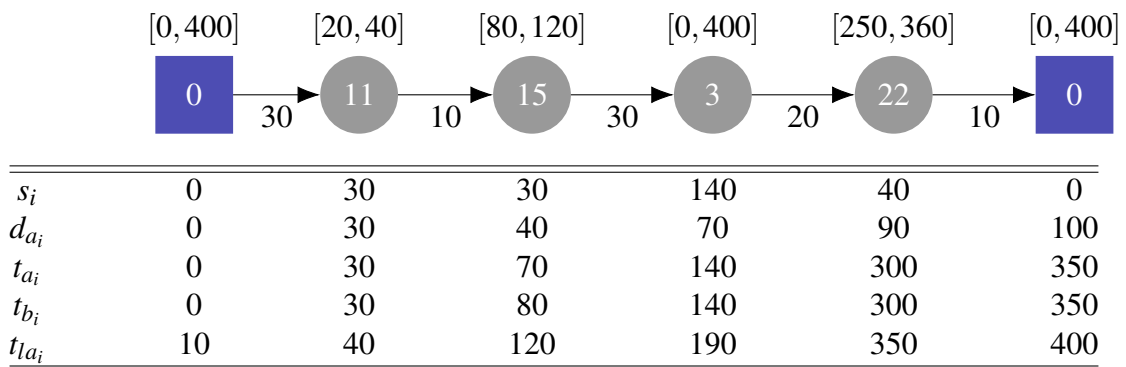 [0,400] [20,40] [80,120] [0,400] [250,360] [0,400]
0 11 15 3 22 0
30 10 30 20 10
s_i 0 30 30 140 40 0
d_{a_i} 0 30 40 70 90 100
t_{a_i} 0 30 70 140 300 350
t_{b_i} 0 30 80 140 300 350
t_{la_i} 10 40 120 190 350 400